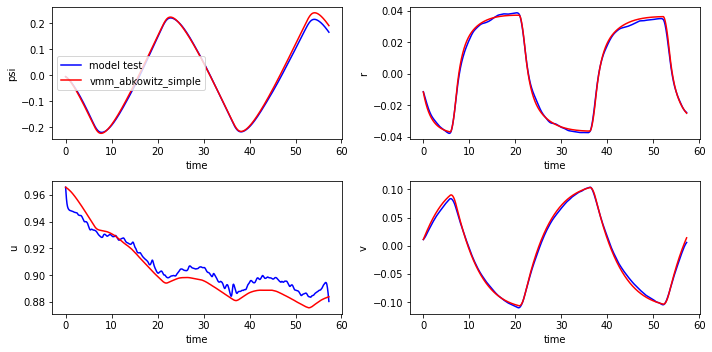 0.2
0.1
0.0
-0.1
-0.2
psi
model test
vmm_abkowitz_simple
0 10 20 30 40 50 60
time
0.04
0.02
0.00
-0.02
-0.04
r
0 10 20 30 40 50 60
time
0.96
0.94
0.92
0.90
0.88
u
0 10 20 30 40 50 60
time
0.10
0.05
0.00
-0.05
-0.10
v
0 10 20 30 40 50 60
time